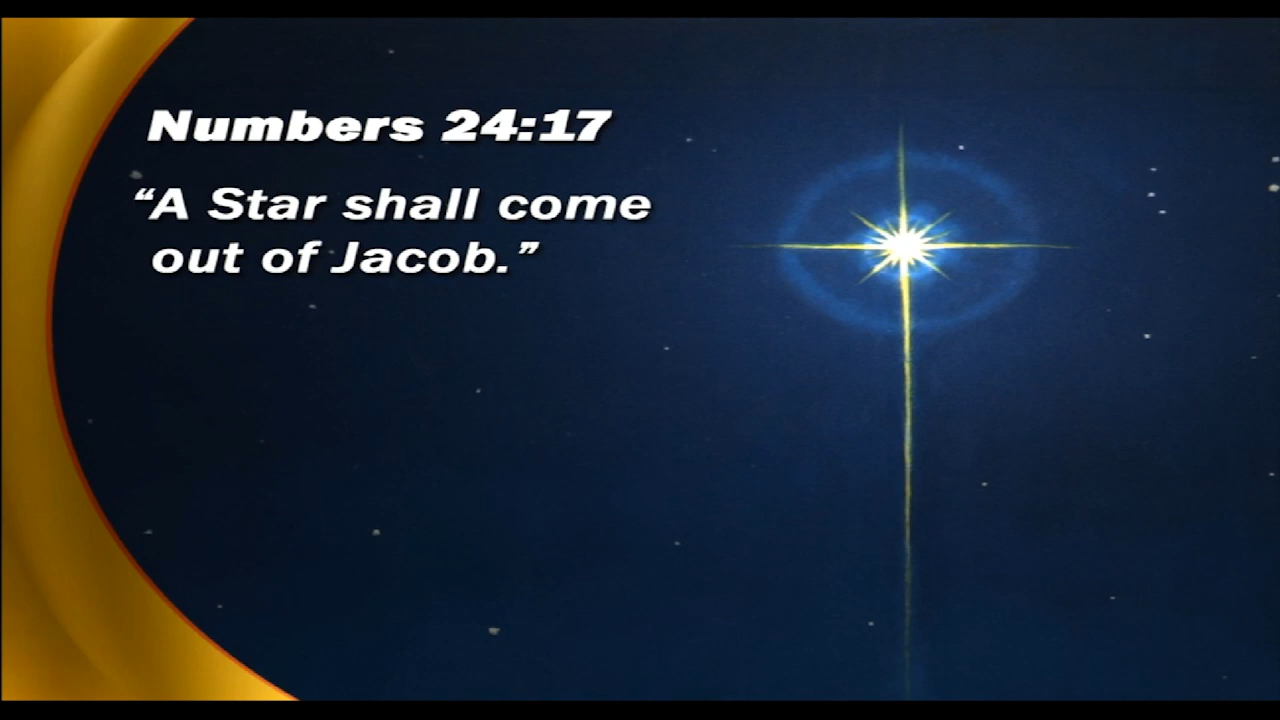 Numbers 24:17
“A Star shall come
out of Jacob.”